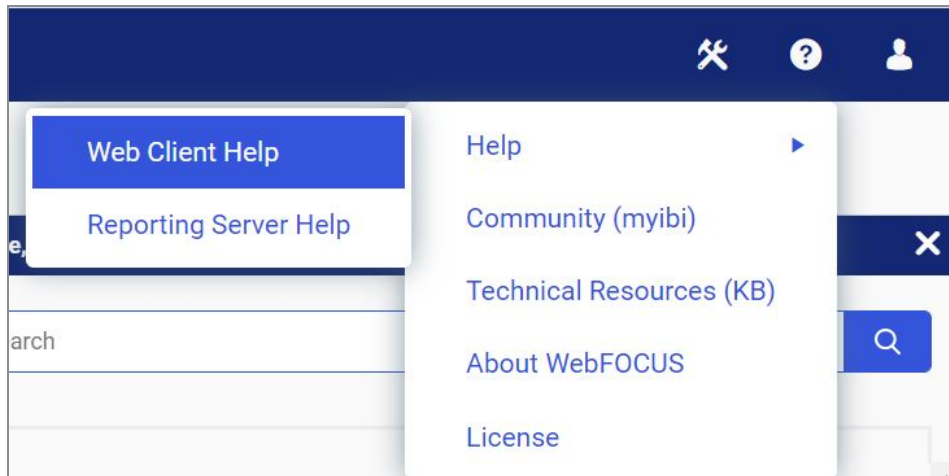 Web Client Help
Reporting Server Help
Help
Community (myibi)
Technical Resources (KB)
About WebFOCUS
License
e,
arch